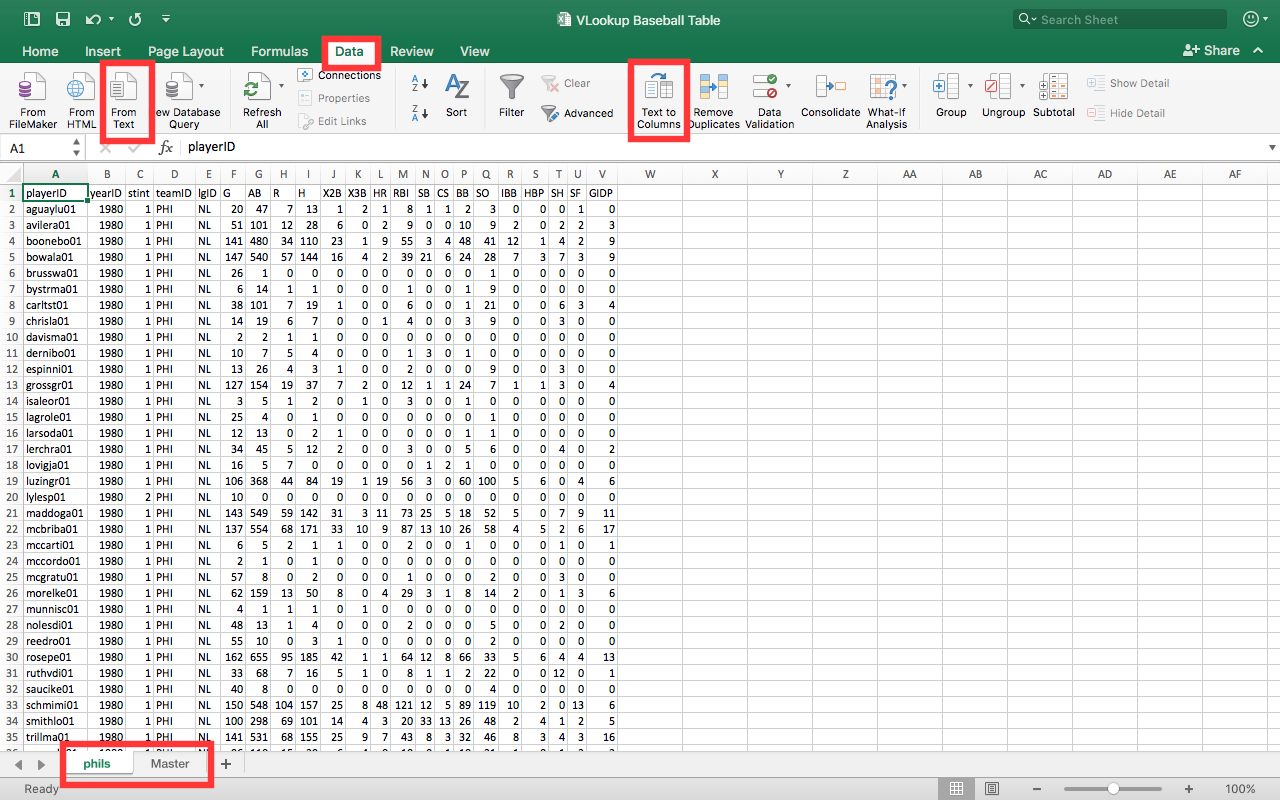 VLookup Baseball Table
Search Sheet
Home Insert Page Layout Formulas Data Review View
Share
From FileMaker
From HTML
From Text
ew Database Query
Refresh All
Connections
Properties
Edit Links
Sort
Filter
Clear
Advanced
Text to Columns
Remove Duplicates
Data Validation
Consolidate
What-If Analysis
Group
Ungroup
Subtotal
Show Detail
Hide Detail
A1 fx playerID
A B C D E F G H I J K L M N O P Q R S T U V W X Y Z AA AB AC AD AE AF
1 playerID yearID stint teamID lgID G AB R H X2B X3B HR RBI SB CS BB SO IBB HBP SH SF GIDP
2 aguaylu01 1980 1 PHI NL 20 47 7 13 1 2 1 8 1 1 2 3 0 0 0 1 0
3 avilera01 1980 1 PHI NL 51 101 12 28 6 0 2 9 0 0 10 9 2 0 2 2 3
4 boonebo01 1980 1 PHI NL 141 480 34 110 23 1 9 55 3 4 48 41 12 1 4 2 9
5 bowala01 1980 1 PHI NL 147 540 57 144 16 4 2 39 21 6 24 28 7 3 7 3 9
6 brusswa01 1980 1 PHI NL 26 1 0 0 0 0 0 0 0 0 0 1 0 0 0 0 0
7 bystrma01 1980 1 PHI NL 6 14 1 1 0 0 0 1 0 0 1 9 0 0 0 0 0
8 carltst01 1980 1 PHI NL 38 101 7 19 1 0 0 6 0 0 1 21 0 0 6 3 4
9 chrisla01 1980 1 PHI NL 14 19 6 7 0 0 1 4 0 0 3 9 0 0 3 0 0
10 davisma01 1980 1 PHI NL 2 2 1 1 0 0 0 0 0 0 0 0 0 0 0 0 0
11 dernibo01 1980 1 PHI NL 10 7 5 4 0 0 0 1 3 0 1 0 0 0 0 0 0
12 espinni01 1980 1 PHI NL 13 26 4 3 1 0 0 2 0 0 0 9 0 0 3 0 0
13 grossgr01 1980 1 PHI NL 127 154 19 37 7 2 0 12 1 1 24 7 1 1 3 0 4
14 isaleor01 1980 1 PHI NL 3 5 1 2 0 1 0 3 0 0 1 0 0 0 0 0 0
15 lagrole01 1980 1 PHI NL 25 4 0 1 0 0 0 0 0 0 0 1 0 0 0 0 0
16 larsoda01 1980 1 PHI NL 12 13 0 2 1 0 0 0 0 0 1 1 0 0 0 0 0
17 lerchra01 1980 1 PHI NL 34 45 5 12 2 0 0 3 0 0 5 6 0 0 4 0 2
18 lovigja01 1980 1 PHI NL 16 5 7 0 0 0 0 0 1 2 1 0 0 0 0 0 0
19 luzingr01 1980 1 PHI NL 106 368 44 84 19 1 19 56 3 0 60 100 5 6 0 4 6
20 lylesp01 1980 2 PHI NL 10 0 0 0 0 0 0 0 0 0 0 0 0 0 0 0 0
21 maddoga01 1980 1 PHI NL 143 549 59 142 31 3 11 73 25 5 18 52 5 0 7 9 11
22 mcbriba01 1980 1 PHI NL 137 554 68 171 33 10 9 87 13 10 26 58 4 5 2 6 17
23 mccarti01 1980 1 PHI NL 6 5 2 1 1 0 0 2 0 0 1 0 0 0 1 0 1
24 mccordo01 1980 1 PHI NL 2 1 0 1 0 0 0 0 0 0 0 0 0 0 0 0 0
25 mcgratu01 1980 1 PHI NL 57 8 0 2 0 0 0 1 0 0 0 2 0 0 3 0 0
26 morelke01 1980 1 PHI NL 62 159 13 50 8 0 4 29 3 1 8 14 2 0 1 3 6
27 munnisc01 1980 1 PHI NL 4 1 1 1 0 1 0 0 0 0 0 0 0 0 0 0 0
28 nolesdi01 1980 1 PHI NL 48 13 1 4 0 0 0 2 0 0 0 5 0 0 2 0 0
29 reedro01 1980 1 PHI NL 55 10 0 3 1 0 0 0 0 0 0 2 0 0 0 0 0
30 rosepe01 1980 1 PHI NL 162 655 95 185 42 1 1 64 12 8 66 33 5 6 4 4 13
31 ruthvdi01 1980 1 PHI NL 33 68 7 16 5 1 0 8 1 1 2 22 0 0 12 0 1
32 saucike01 1980 1 PHI NL 40 8 0 0 0 0 0 0 0 0 0 4 0 0 0 0 0
33 schmimi01 1980 1 PHI NL 150 548 104 157 25 8 48 121 12 5 89 119 10 2 0 13 6
34 smithlo01 1980 1 PHI NL 100 298 69 101 14 4 3 20 33 13 26 48 2 4 1 2 5
35 trillma01 1980 1 PHI NL 141 531 68 155 25 9 7 43 8 3 32 46 8 3 4 3 16
phils Master
Ready 100%